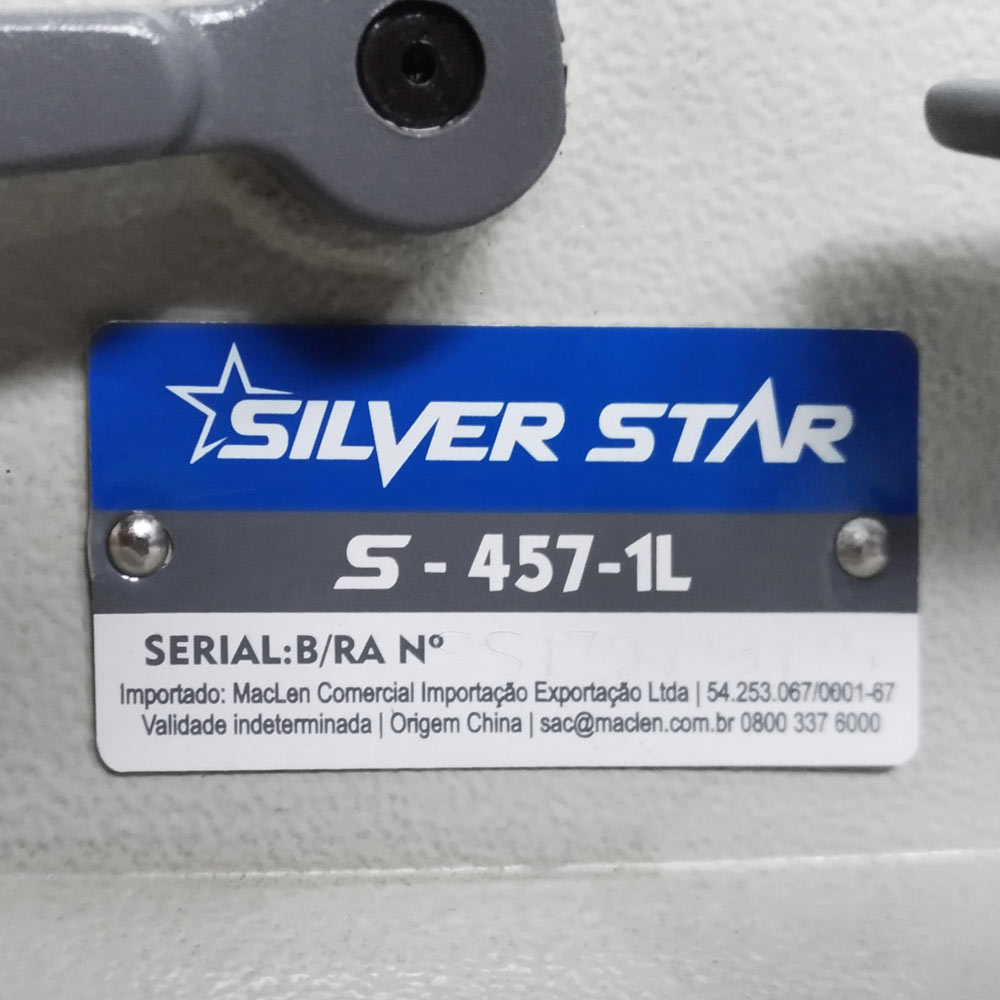 SILVER STAR
S - 457-1L
SERIAL:B/RA Nº
Importado: MacLen Comercial Importação Exportação Ltda | 54.253.067/0001-67
Validade indeterminada | Origem China | sac@maclen.com.br 0800 337 6000